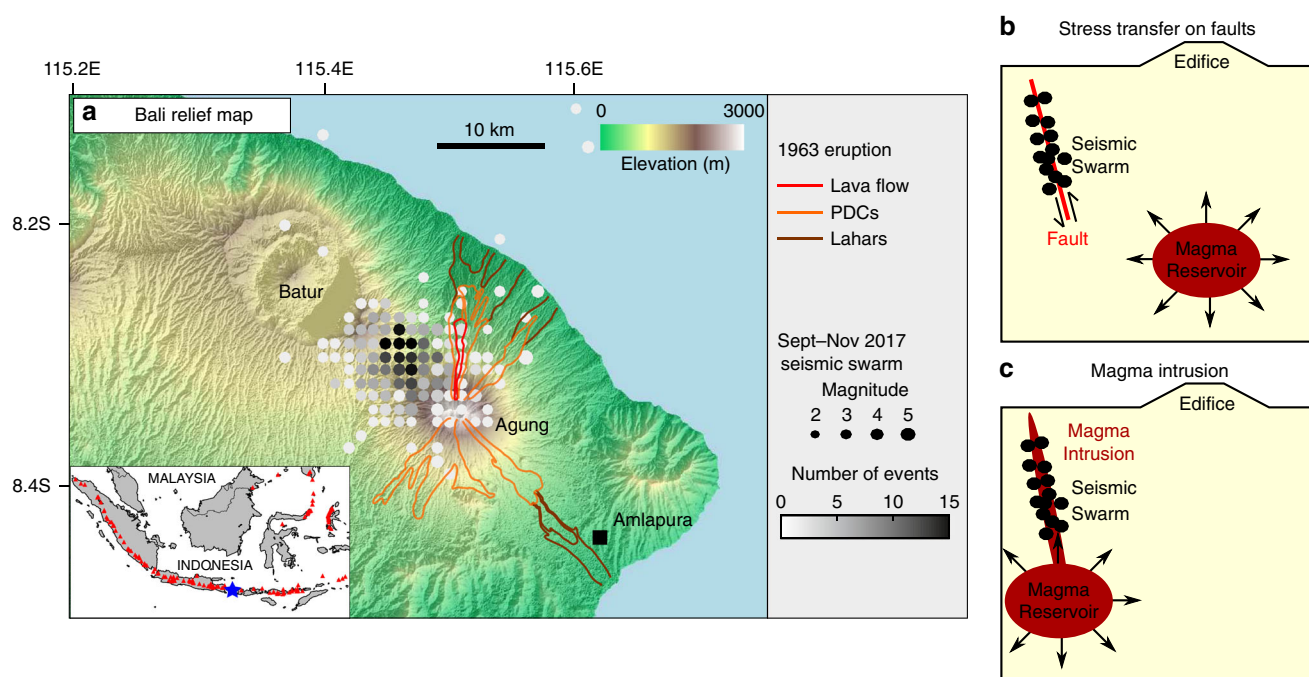 115.2E
115.4E
115.6E
a
Bali relief map
10 km
0
3000
Elevation (m)
8.2S
8.4S
Batur
Agung
Amlapura
MALAYSIA
INDONESIA
1963 eruption
Lava flow
PDCs
Lahars
Sept–Nov 2017
seismic swarm
Magnitude
2 3 4 5
Number of events
0 5 10 15
b
Stress transfer on faults
Edifice
Seismic
Swarm
Fault
Magma
Reservoir
c
Magma intrusion
Edifice
Magma
Intrusion
Seismic
Swarm
Magma
Reservoir